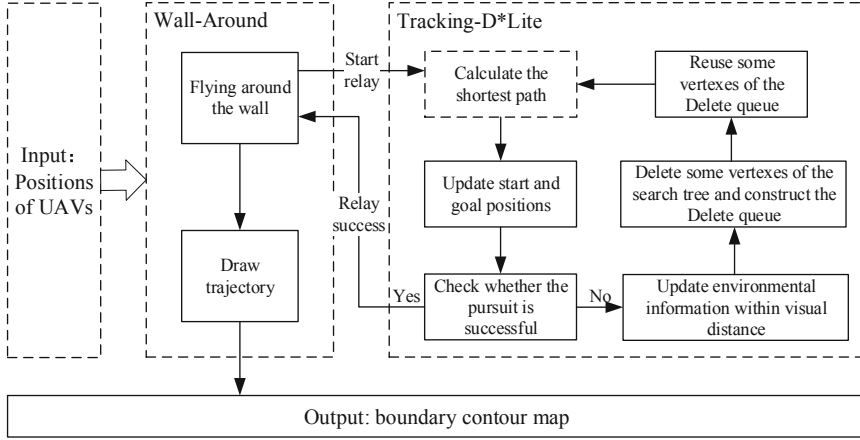 Wall-Around
Tracking-D*Lite
Input:
Positions
of UAVs
Flying around
the wall
Start
relay
Calculate the
shortest path
Reuse some
vertexes of the
Delete queue
Relay
success
Update start and
goal positions
Delete some vertexes of the
search tree and construct the
Delete queue
Draw
trajectory
Yes
Check whether the
pursuit is
successful
No
Update environmental
information within visual
distance
Output: boundary contour map